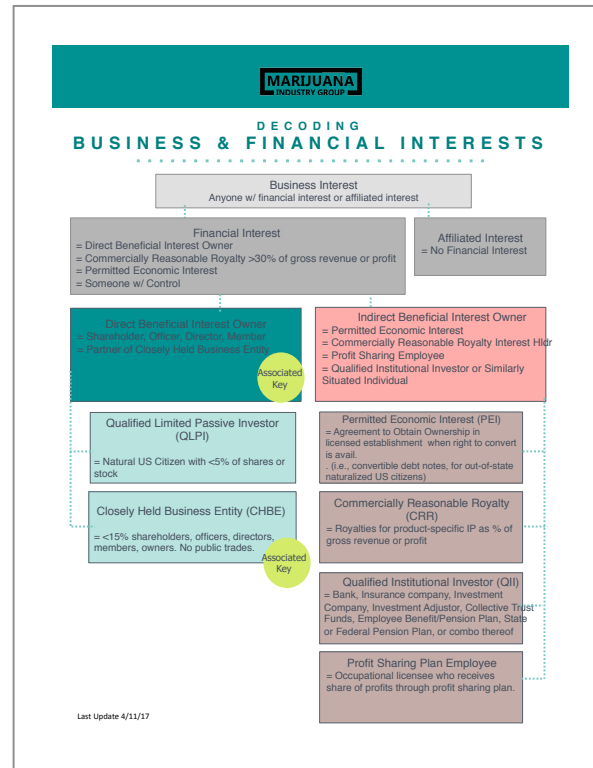 MARIJUANA
INDUSTRY GROUP
DECODING
BUSINESS & FINANCIAL INTERESTS
Business Interest
Anyone w/ financial interest or affiliated interest
Financial Interest
= Direct Beneficial Interest Owner
= Commercially Reasonable Royalty >30% of gross revenue or profit
= Permitted Economic Interest
= Someone w/ Control
Affiliated Interest
= No Financial Interest
Direct Beneficial Interest Owner
= Shareholder, Officer, Director, Member
= Partner of Closely Held Business Entity
Associated
Key
Indirect Beneficial Interest Owner
= Permitted Economic Interest
= Commercially Reasonable Royalty Interest Hldr
= Profit Sharing Employee
= Qualified Institutional Investor or Similarly
Situated Individual
Qualified Limited Passive Investor
(QLPI)
= Natural US Citizen with <5% of shares or
stock
Closely Held Business Entity (CHBE)
= <15% shareholders, officers, directors,
members, owners. No public trades.
Associated
Key
Permitted Economic Interest (PEI)
= Agreement to Obtain Ownership in
licensed establishment when right to convert
is avail.
. (i.e., convertible debt notes, for out-of-state
naturalized US citizens)
Commercially Reasonable Royalty
(CRR)
= Royalties for product-specific IP as % of
gross revenue or profit
Qualified Institutional Investor (QII)
= Bank, Insurance company, Investment
Company, Investment Adjustor, Collective Trust
Funds, Employee Benefit/Pension Plan, State
or Federal Pension Plan, or combo thereof
Profit Sharing Plan Employee
= Occupational licensee who receives
share of profits through profit sharing plan.
Last Update 4/11/17